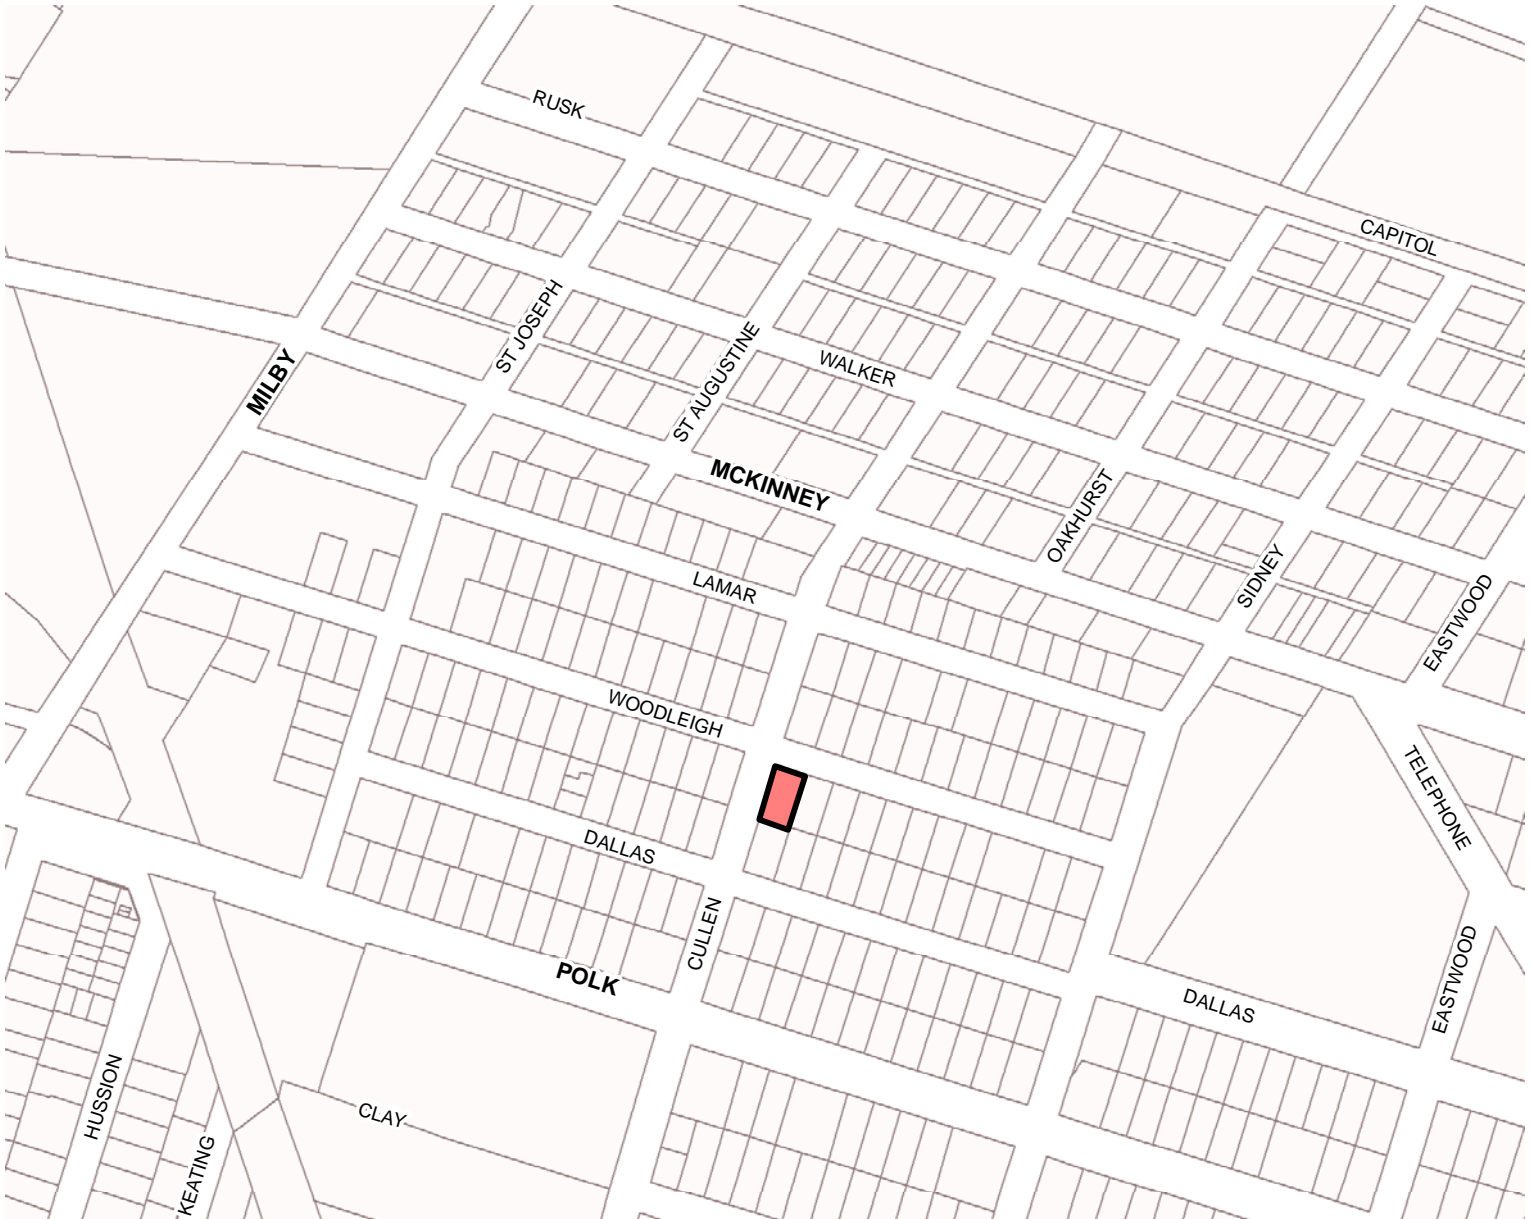 RUSK
CAPITOL
ST JOSEPH
ST AUGUSTINE
WALKER
MILBY
MCKINNEY
OAKHURST
SIDNEY
EASTWOOD
LAMAR
WOODLEIGH
TELEPHONE
DALLAS
CULLEN
EASTWOOD
POLK
DALLAS
HUSSION
CLAY
KEATING